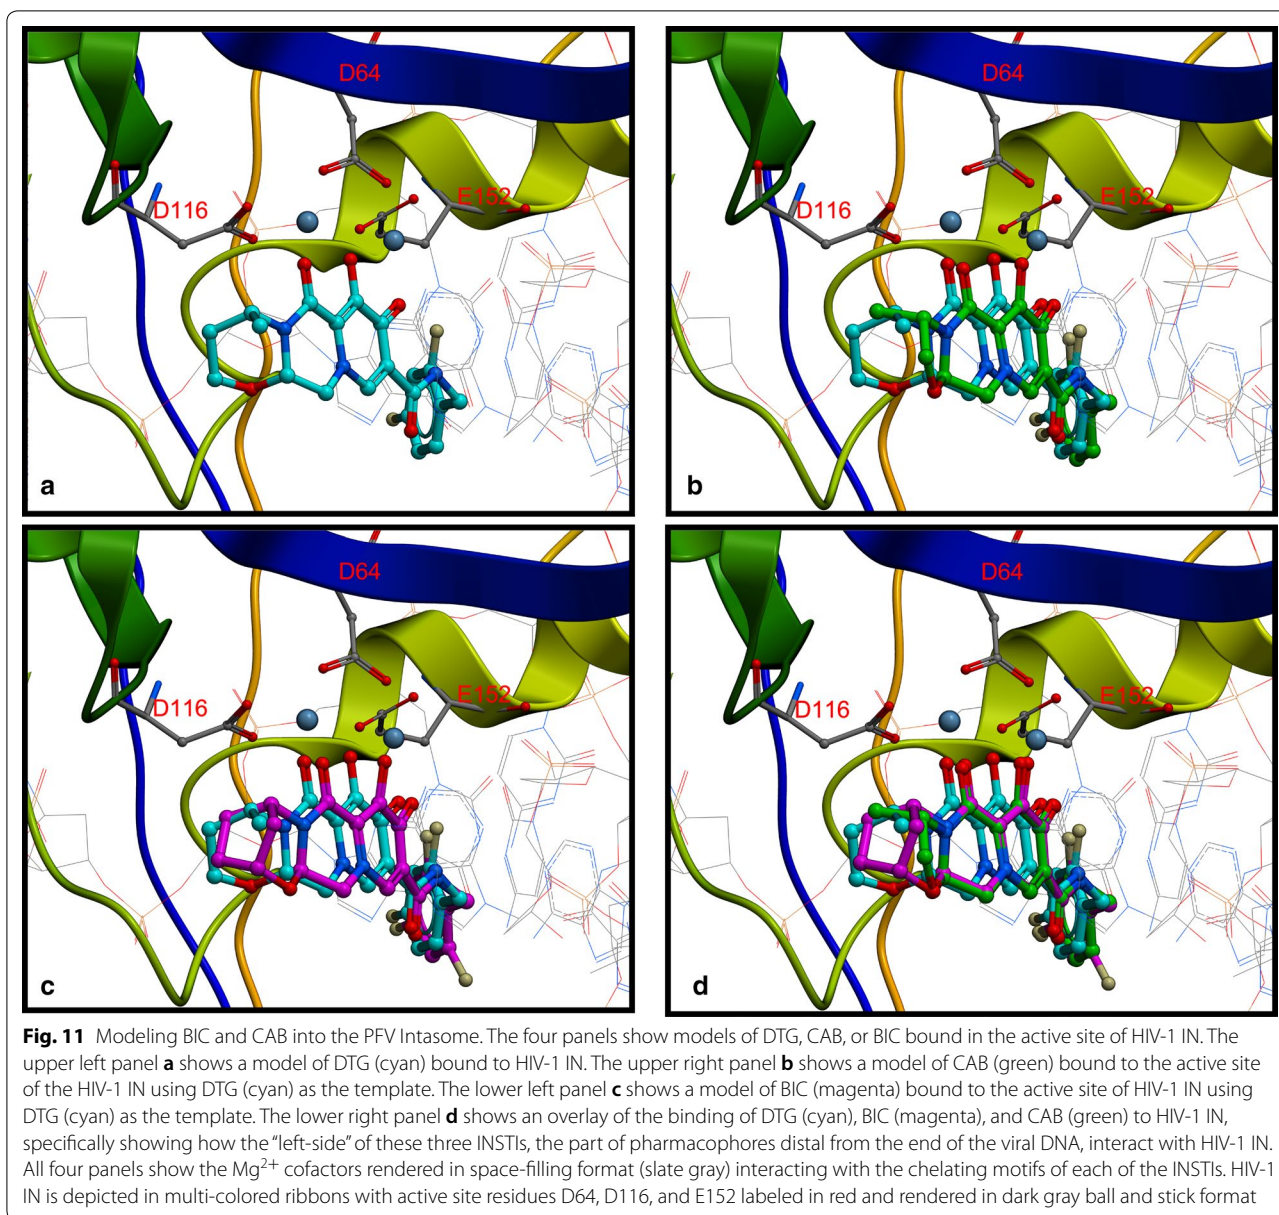 D64
D116
E152
a
D64
D116
E152
b
D64
D116
E152
c
D64
D116
E152
d
Fig. 11 Modeling BIC and CAB into the PFV Intasome. The four panels show models of DTG, CAB, or BIC bound in the active site of HIV-1 IN. The
upper left panel a shows a model of DTG (cyan) bound to HIV-1 IN. The upper right panel b shows a model of CAB (green) bound to the active site
of the HIV-1 IN using DTG (cyan) as the template. The lower left panel c shows a model of BIC (magenta) bound to the active site of HIV-1 IN using
DTG (cyan) as the template. The lower right panel d shows an overlay of the binding of DTG (cyan), BIC (magenta), and CAB (green) to HIV-1 IN,
specifically showing how the “left-side” of these three INSTIs, the part of pharmacophores distal from the end of the viral DNA, interact with HIV-1 IN.
All four panels show the Mg²⁺ cofactors rendered in space-filling format (slate gray) interacting with the chelating motifs of each of the INSTIs. HIV-1
IN is depicted in multi-colored ribbons with active site residues D64, D116, and E152 labeled in red and rendered in dark gray ball and stick format